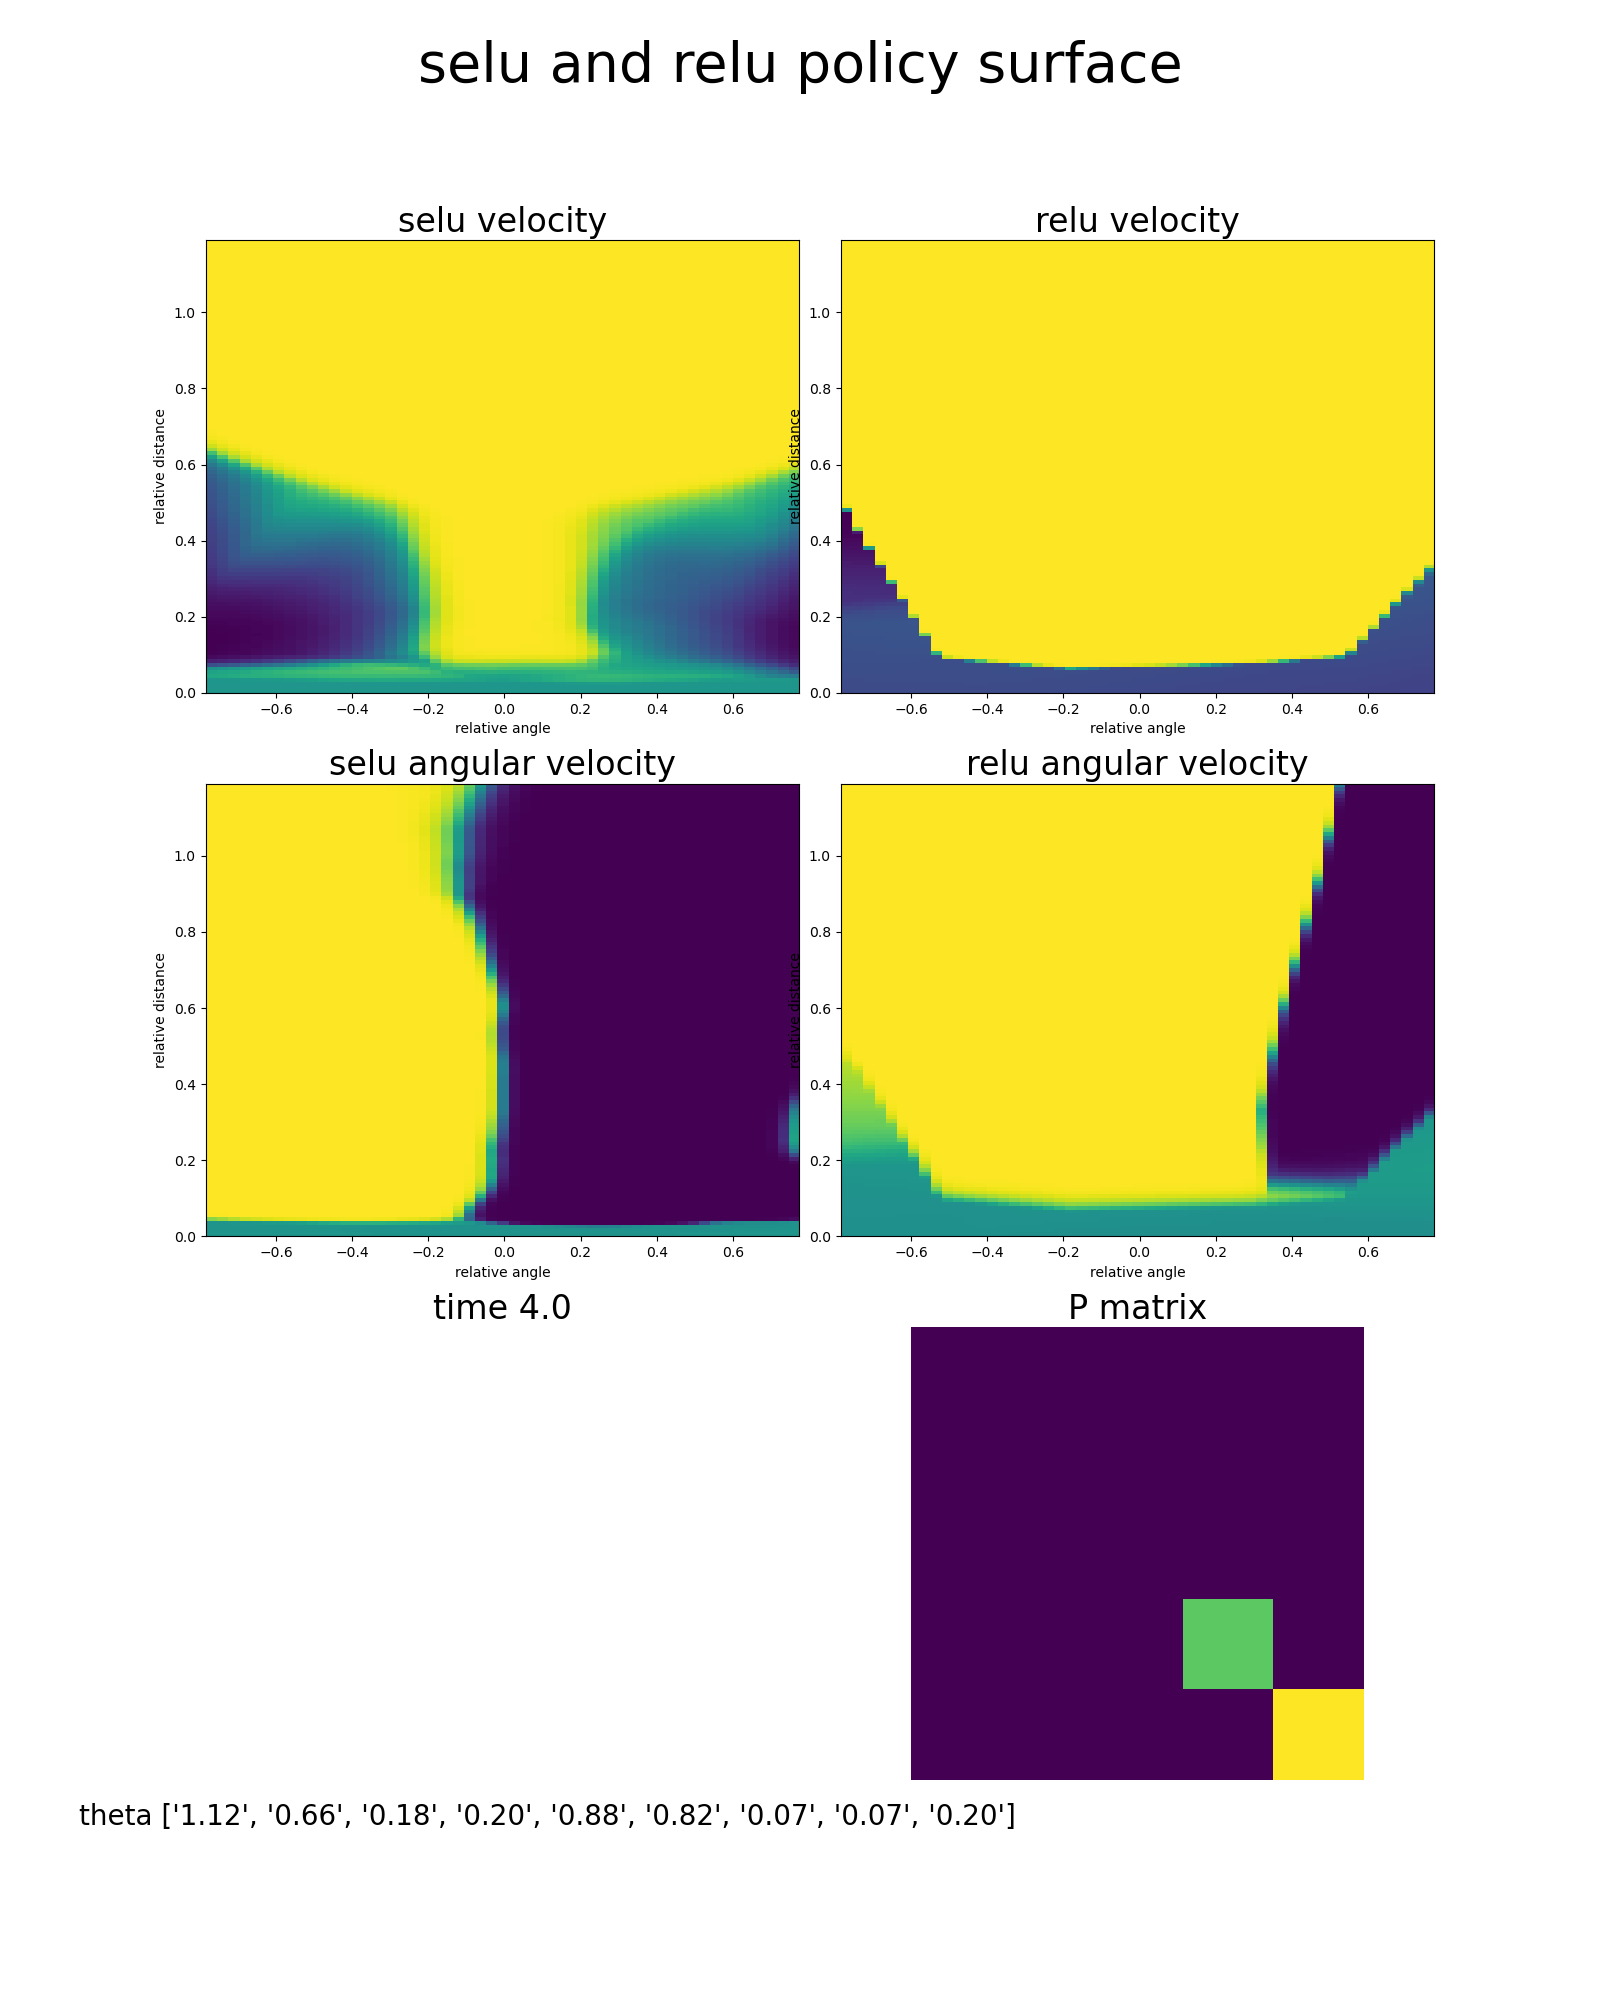 selu and relu policy surface
selu velocity
relu velocity
1.0
0.8
0.6
0.4
0.2
0.0
relative distance
−0.6 −0.4 −0.2 0.0 0.2 0.4 0.6
relative angle
1.0
0.8
0.6
0.4
0.2
0.0
relative distance
−0.6 −0.4 −0.2 0.0 0.2 0.4 0.6
relative angle
selu angular velocity
relu angular velocity
1.0
0.8
0.6
0.4
0.2
0.0
relative distance
−0.6 −0.4 −0.2 0.0 0.2 0.4 0.6
relative angle
1.0
0.8
0.6
0.4
0.2
0.0
relative distance
−0.6 −0.4 −0.2 0.0 0.2 0.4 0.6
relative angle
time 4.0
P matrix
theta ['1.12', '0.66', '0.18', '0.20', '0.88', '0.82', '0.07', '0.07', '0.20']